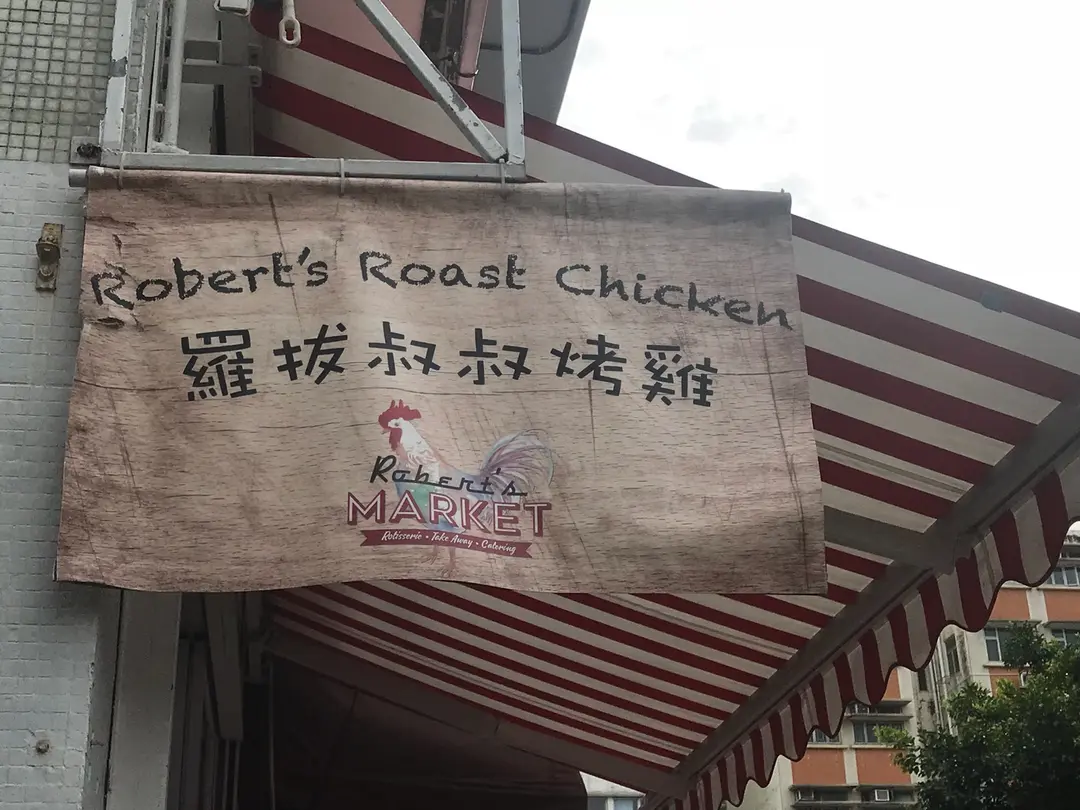 Robert's Roast Chicken
羅拔叔叔烤雞
Robert's
MARKET
Rotisserie • Take Away • Catering